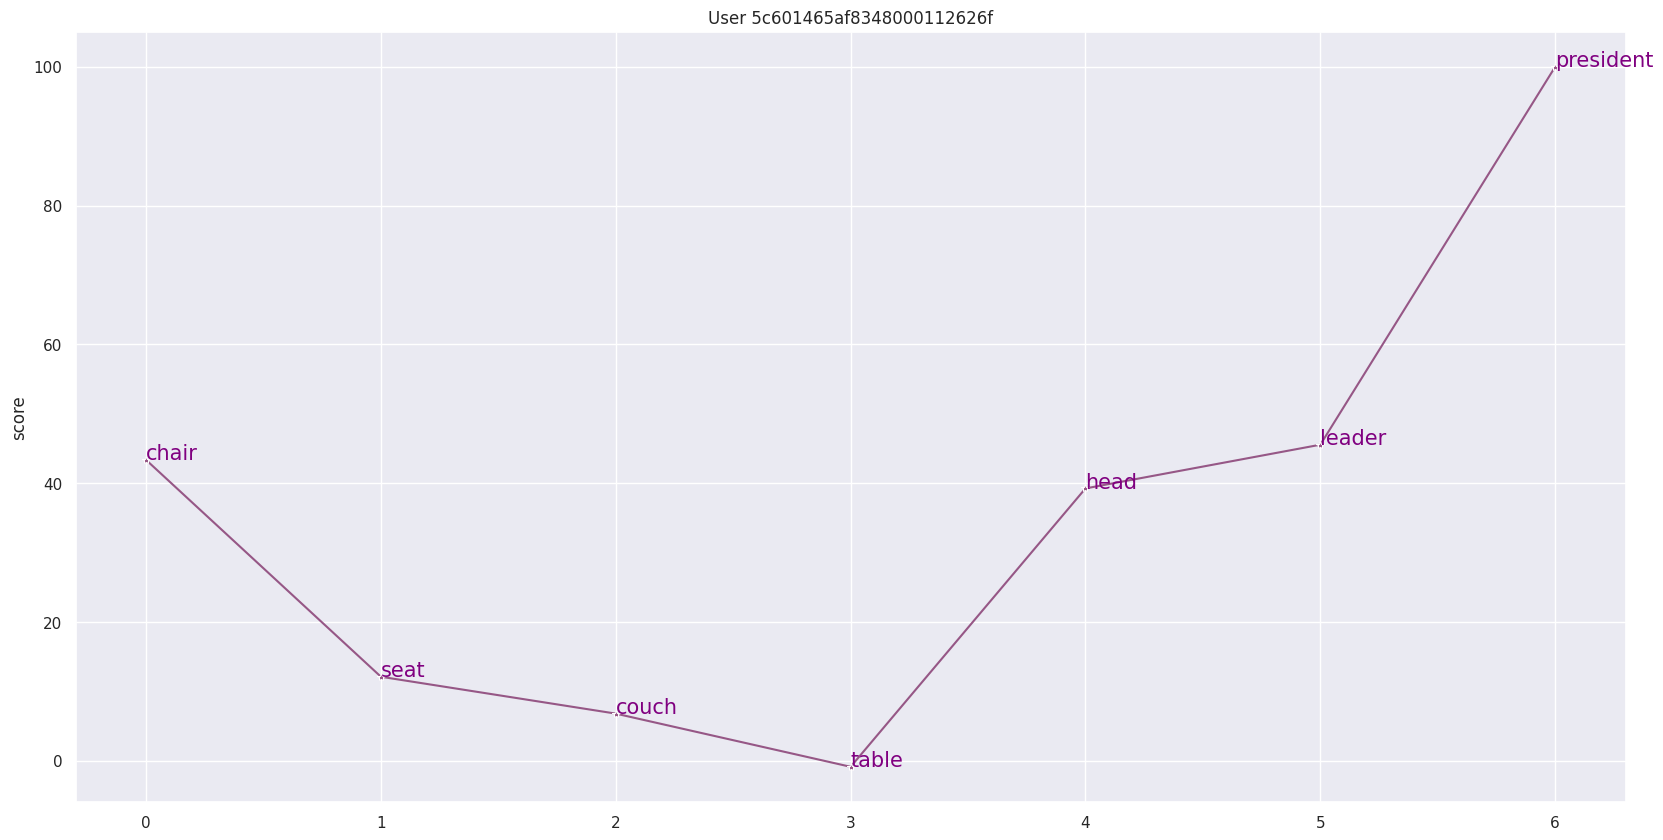 User 5c601465af8348000112626f
100
80
60
40
20
0
score
chair
seat
couch
table
head
leader
president
0 1 2 3 4 5 6